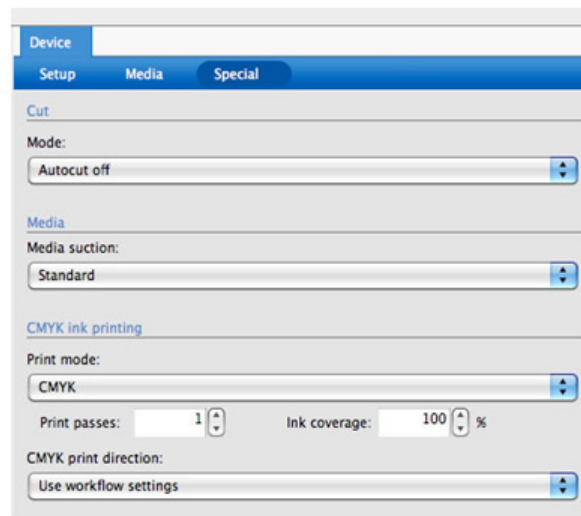 Device
Setup Media Special
Cut
Mode:
Autocut off
Media
Media suction:
Standard
CMYK ink printing
Print mode:
CMYK
Print passes: 1 Ink coverage: 100 %
CMYK print direction:
Use workflow settings